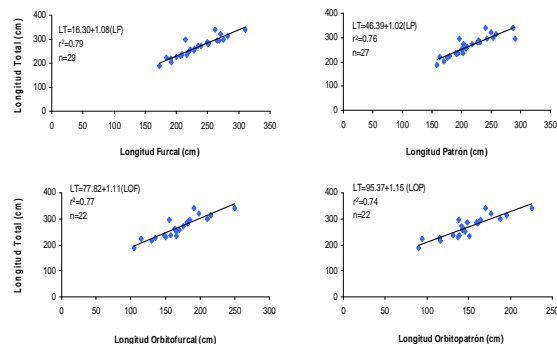 LT=16.30+1.08(LF)
r²=0.79
n=29
Longitud Total (cm)
400
300
200
100
0
0 50 100 150 200 250 300 350
Longitud Furcal (cm)
LT=46.39+1.02(LP)
r²=0.76
n=27
400
300
200
100
0
0 50 100 150 200 250 300 350
Longitud Patrón (cm)
LT=77.82+1.11(LOF)
r²=0.77
n=22
Longitud Total (cm)
400
300
200
100
0
0 50 100 150 200 250 300
Longitud Orbitofurcal (cm)
LT=95.37+1.15 (LOP)
r²=0.74
n=22
400
300
200
100
0
0 50 100 150 200 250
Longitud Orbitopatrón (cm)